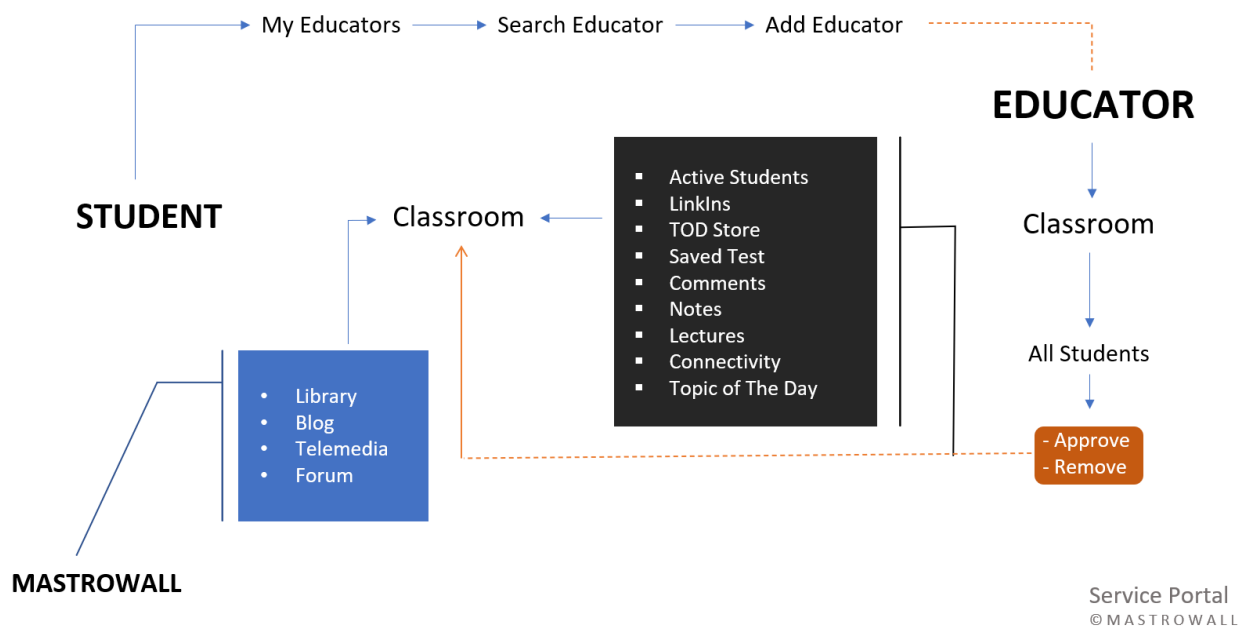 My Educators
Search Educator
Add Educator
EDUCATOR
STUDENT
Classroom
▪ Active Students
▪ LinkIns
▪ TOD Store
▪ Saved Test
▪ Comments
▪ Notes
▪ Lectures
▪ Connectivity
▪ Topic of The Day
Classroom
All Students
- Approve
- Remove
• Library
• Blog
• Telemedia
• Forum
MASTROWALL
Service Portal
© MASTROWALL